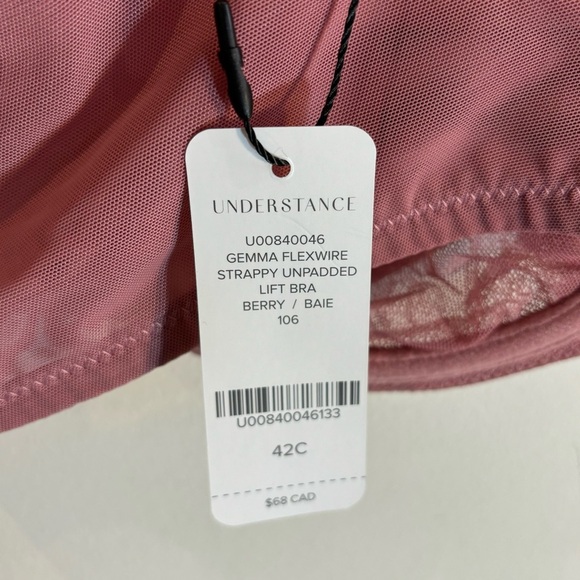 UNDERSTANCE
U00840046
GEMMA FLEXWIRE
STRAPPY UNPADDED
LIFT BRA
BERRY / BAIE
106
U00840046133
42C
$68 CAD